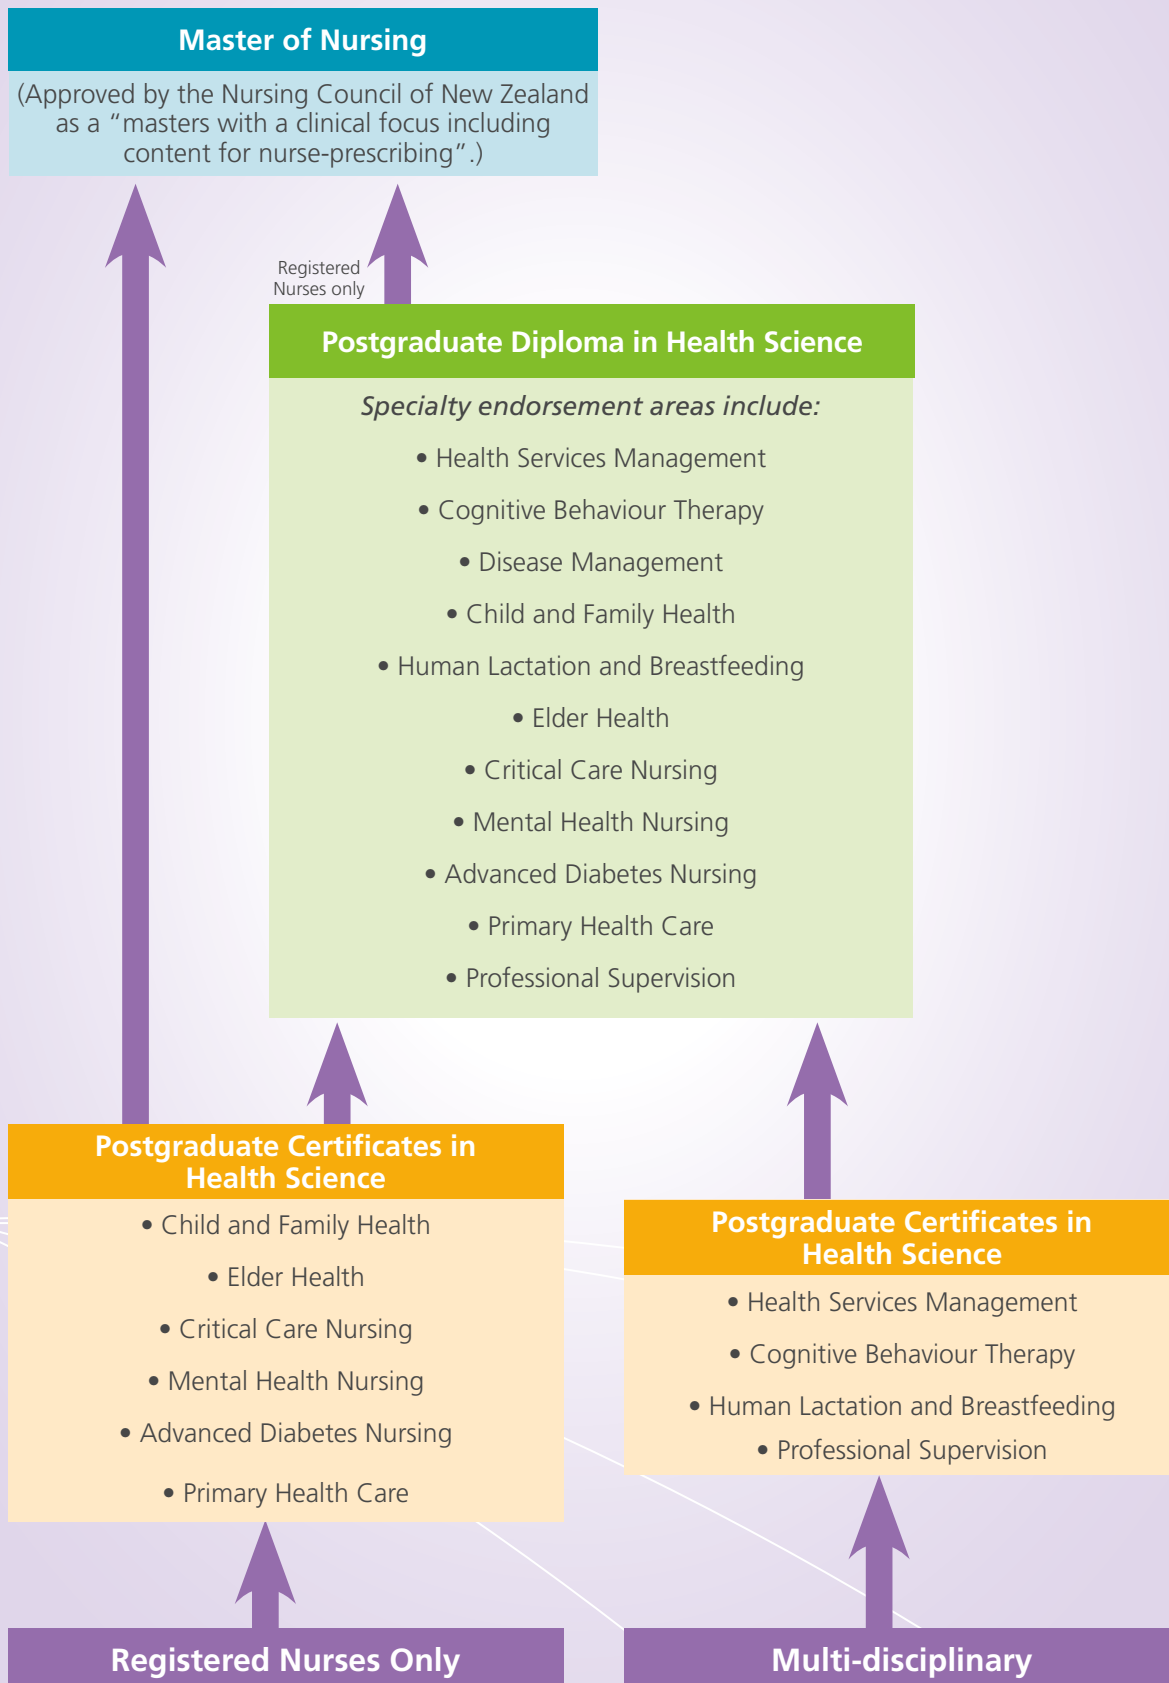 Master of Nursing
(Approved by the Nursing Council of New Zealand
as a “masters with a clinical focus including
content for nurse-prescribing”.)
Registered
Nurses only
Postgraduate Diploma in Health Science
Specialty endorsement areas include:
• Health Services Management
• Cognitive Behaviour Therapy
• Disease Management
• Child and Family Health
• Human Lactation and Breastfeeding
• Elder Health
• Critical Care Nursing
• Mental Health Nursing
• Advanced Diabetes Nursing
• Primary Health Care
• Professional Supervision
Postgraduate Certificates in
Health Science
• Child and Family Health
• Elder Health
• Critical Care Nursing
• Mental Health Nursing
• Advanced Diabetes Nursing
• Primary Health Care
Registered Nurses Only
Postgraduate Certificates in
Health Science
• Health Services Management
• Cognitive Behaviour Therapy
• Human Lactation and Breastfeeding
• Professional Supervision
Multi-disciplinary